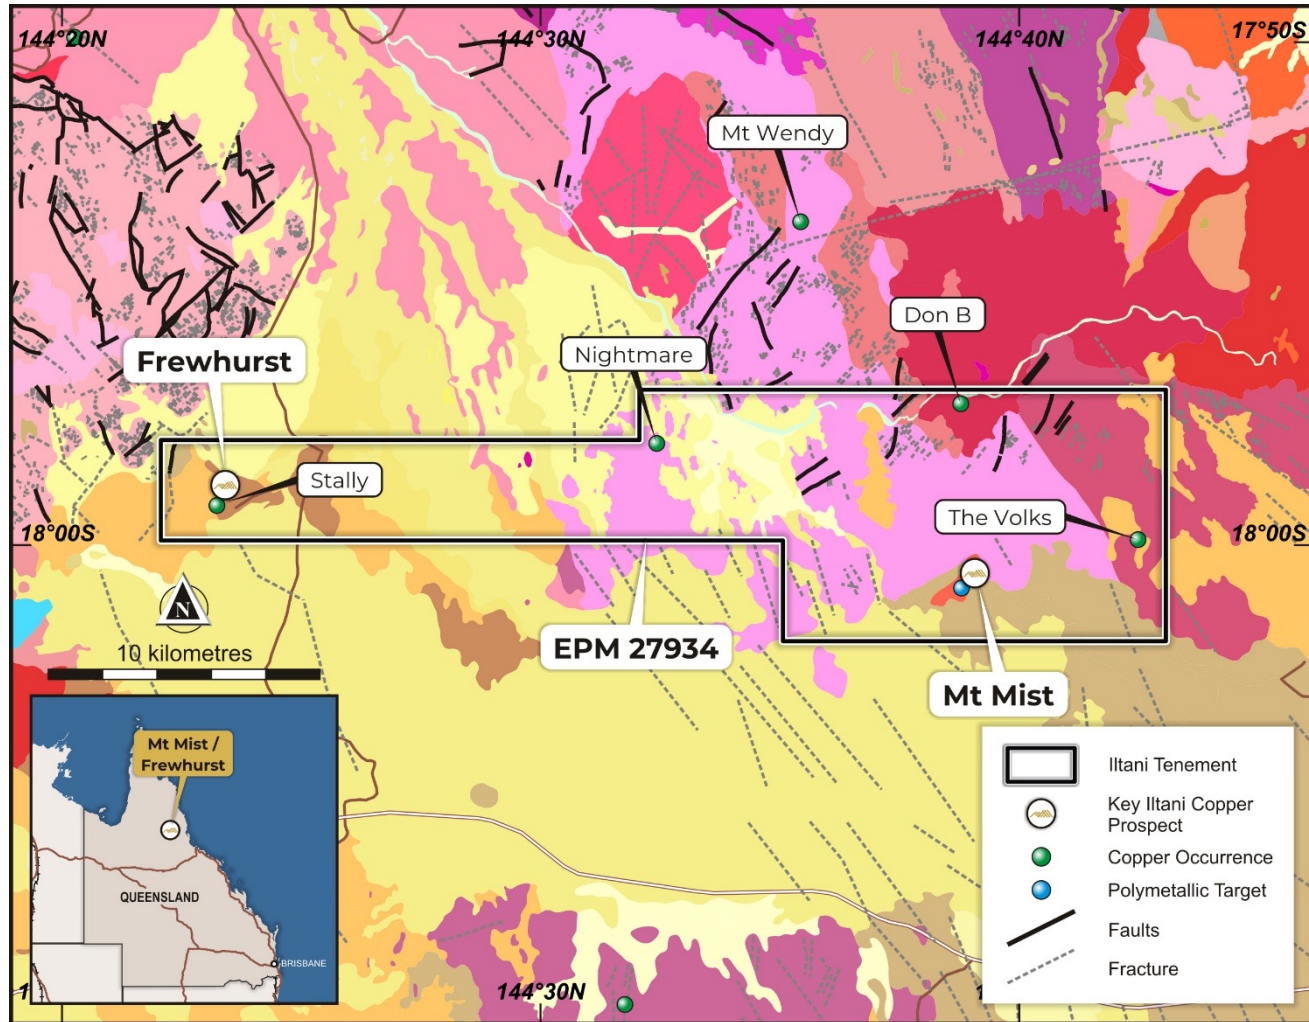 144°20N
144°30N
144°40N
17°50S
Mt Wendy
Don B
Nightmare
Frewhurst
Stally
The Volks
18°00S
18°00S
N
10 kilometres
EPM 27934
Mt Mist
Mt Mist /
Frewhurst
QUEENSLAND
BRISBANE
Iltani Tenement
Key Iltani Copper
Prospect
Copper Occurrence
Polymetallic Target
Faults
Fracture
144°30N